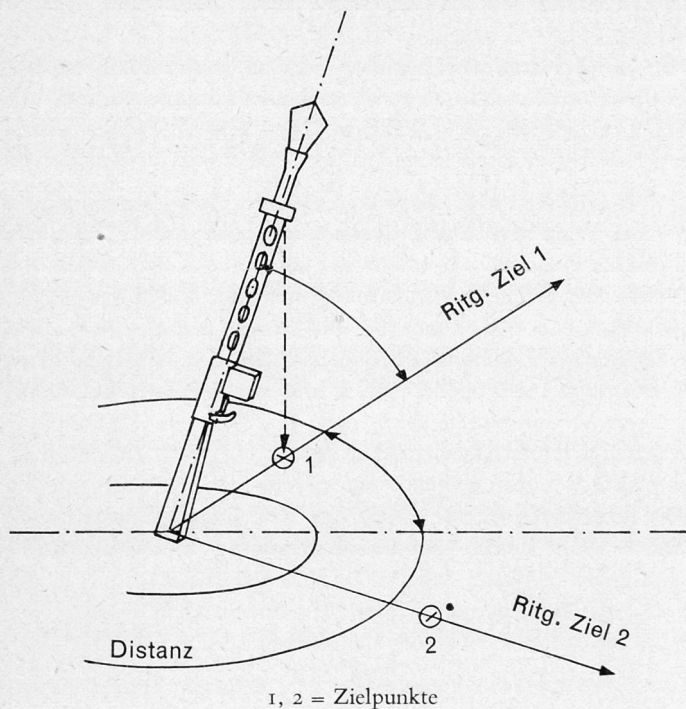 Ritg. Ziel 1
1
Ritg. Ziel 2
2
Distanz
1, 2 = Zielpunkte